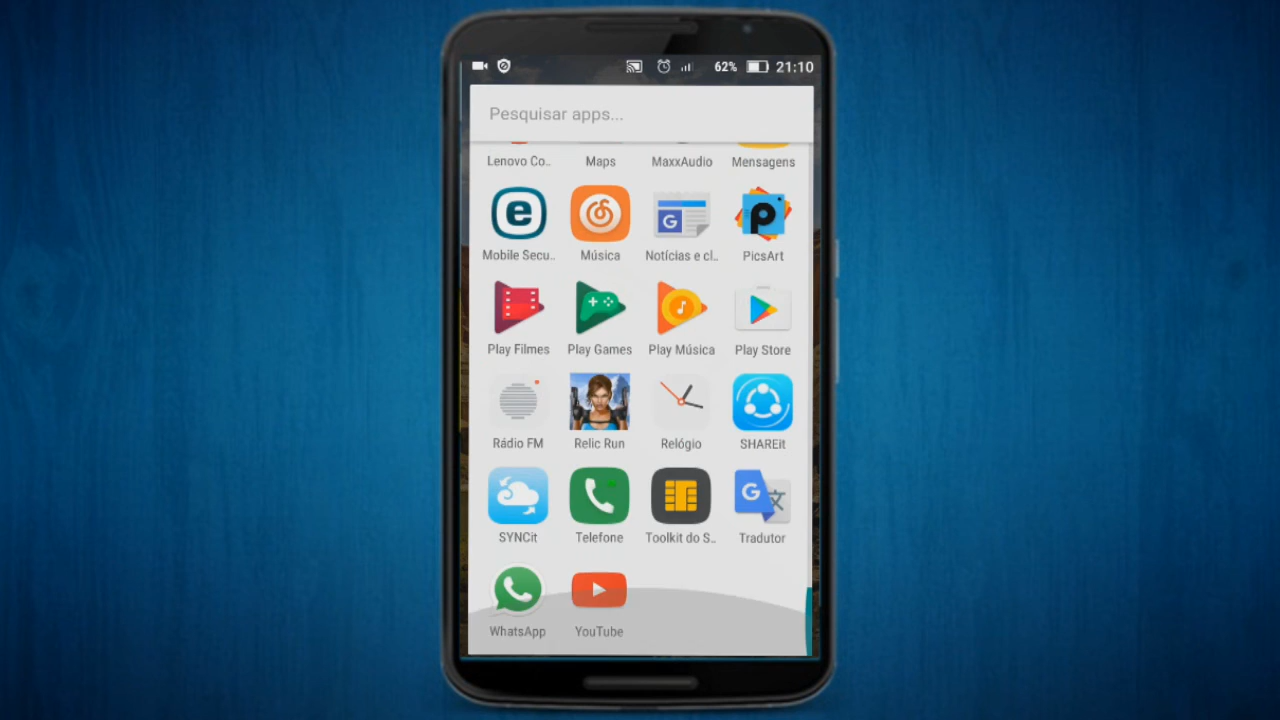 62% 21:10
Pesquisar apps...
Lenovo Co.. Maps MaxxAudio Mensagens
Mobile Secu.. Música Notícias e cl.. PicsArt
Play Filmes Play Games Play Música Play Store
Rádio FM Relic Run Relógio SHAREit
SYNCit Telefone Toolkit do S.. Tradutor
WhatsApp YouTube